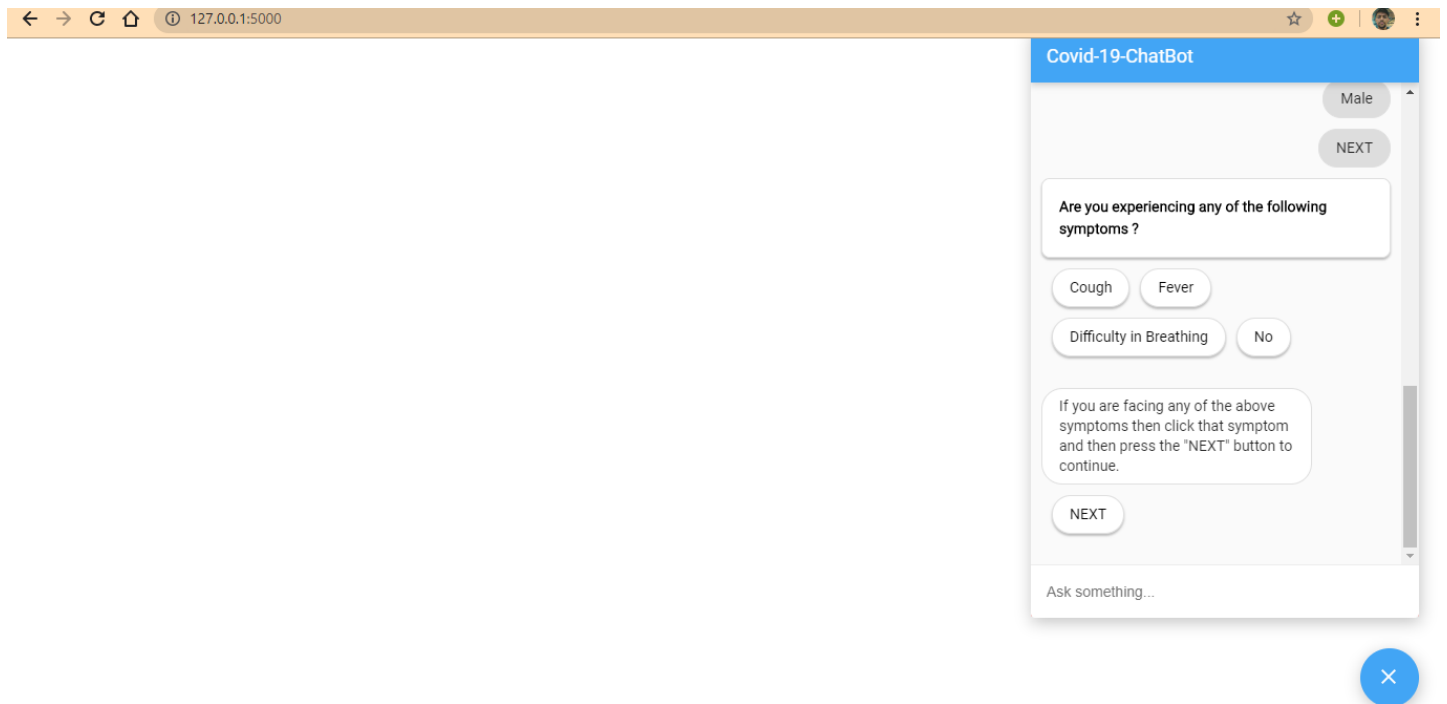 127.0.0.1:5000
Covid-19-ChatBot
Male
NEXT
Are you experiencing any of the following
symptoms ?
Cough Fever
Difficulty in Breathing No
If you are facing any of the above
symptoms then click that symptom
and then press the "NEXT" button to
continue.
NEXT
Ask something...